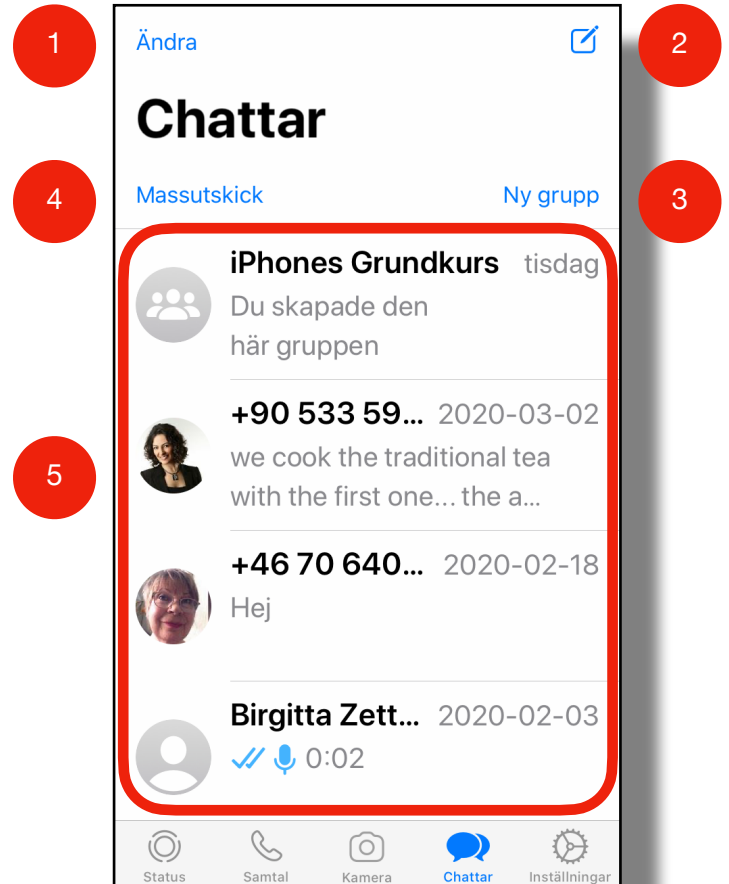 1
Ändra
2
Chattar
4
Massutskick
Ny grupp
3
iPhones Grundkurs tisdag
Du skapade den
här gruppen
+90 533 59... 2020-03-02
we cook the traditional tea
with the first one... the a...
5
+46 70 640... 2020-02-18
Hej
Birgitta Zett... 2020-02-03
0:02
Status
Samtal
Kamera
Chattar
Inställningar